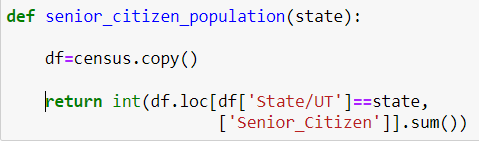 def senior_citizen_population(state):
df=census.copy()
return int(df.loc[df['State/UT']==state,
['Senior_Citizen']].sum())